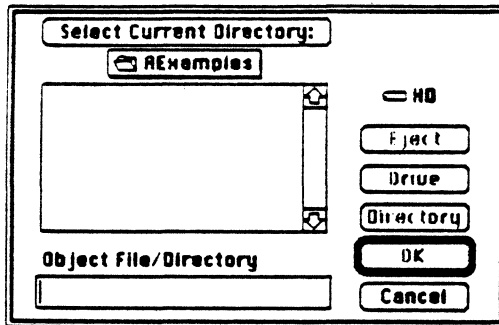 Select Current Directory:
AExamples
HD
Eject
Drive
Directory
OK
Object File/Directory
Cancel